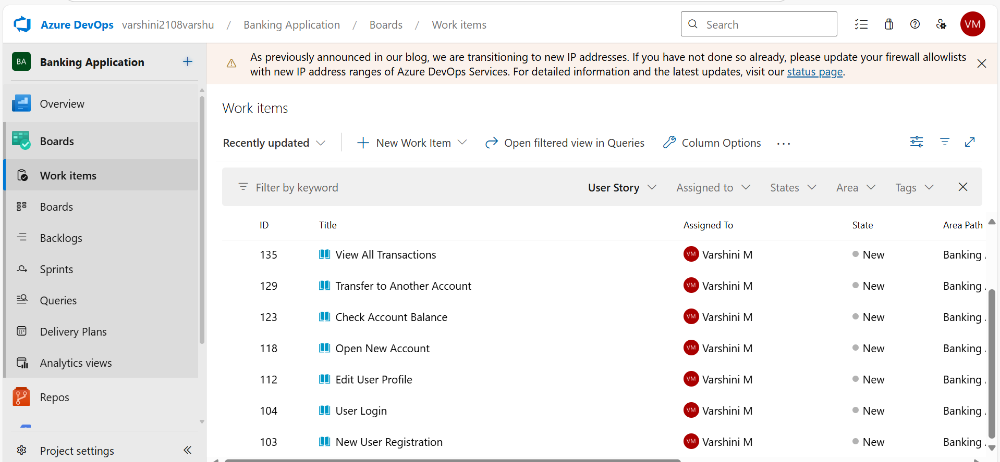 Azure DevOps varshini2108varshu / Banking Application / Boards / Work items
Search
VM
BA Banking Application
As previously announced in our blog, we are transitioning to new IP addresses. If you have not done so already, please update your firewall allowlists
with new IP address ranges of Azure DevOps Services. For detailed information and the latest updates, visit our status page.
Overview
Boards
Work items
Boards
Backlogs
Sprints
Queries
Delivery Plans
Analytics views
Repos
Project settings
Work items
Recently updated
New Work Item
Open filtered view in Queries
Column Options
Filter by keyword
User Story
Assigned to
States
Area
Tags
ID Title Assigned To State Area Path
135 View All Transactions VM Varshini M New Banking
129 Transfer to Another Account VM Varshini M New Banking
123 Check Account Balance VM Varshini M New Banking
118 Open New Account VM Varshini M New Banking
112 Edit User Profile VM Varshini M New Banking
104 User Login VM Varshini M New Banking
103 New User Registration VM Varshini M New Banking